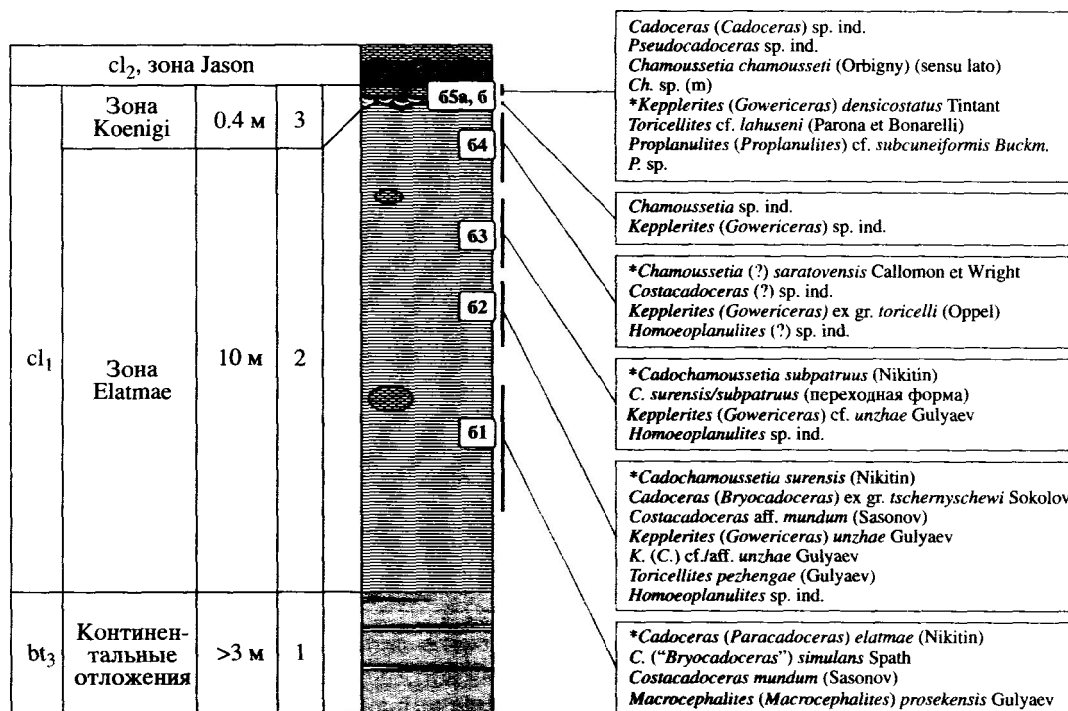 cl₂, зона Jason
Зона
Koenigi
0.4 м
3
cl₁
Зона
Elatmae
10 м
2
bt₃
Континен-
тальные
отложения
>3 м
1
б5а, б
б4
б3
б2
б1
Cadoceras (Cadoceras) sp. ind.
Pseudocadoceras sp. ind.
Chamoussetia chamousseti (Orbigny) (sensu lato)
Ch. sp. (m)
*Kepplerites (Gowericeras) densicostatus Tintant
Toricellites cf. lahuseni (Parona et Bonarelli)
Proplanulites (Proplanulites) cf. subcuneiformis Buckm.
P. sp.
Chamoussetia sp. ind.
Kepplerites (Gowericeras) sp. ind.
*Chamoussetia (?) saratovensis Callomon et Wright
Costacadoceras (?) sp. ind.
Kepplerites (Gowericeras) ex gr. toricelli (Oppel)
Homoeoplanulites (?) sp. ind.
*Cadochamoussetia subpatruus (Nikitin)
C. surensis/subpatruus (переходная форма)
Kepplerites (Gowericeras) cf. unzhae Gulyaev
Homoeoplanulites sp. ind.
*Cadochamoussetia surensis (Nikitin)
Cadoceras (Bryocadoceras) ex gr. tschernyschewi Sokolov
Costacadoceras aff. mundum (Sasonov)
Kepplerites (Gowericeras) unzhae Gulyaev
K. (C.) cf./aff. unzhae Gulyaev
Toricellites pezhengae (Gulyaev)
Homoeoplanulites sp. ind.
*Cadoceras (Paracadoceras) elatmae (Nikitin)
C. (“Bryocadoceras”) simulans Spath
Costacadoceras mundum (Sasonov)
Macrocephalites (Macrocephalites) prosekensis Gulyaev